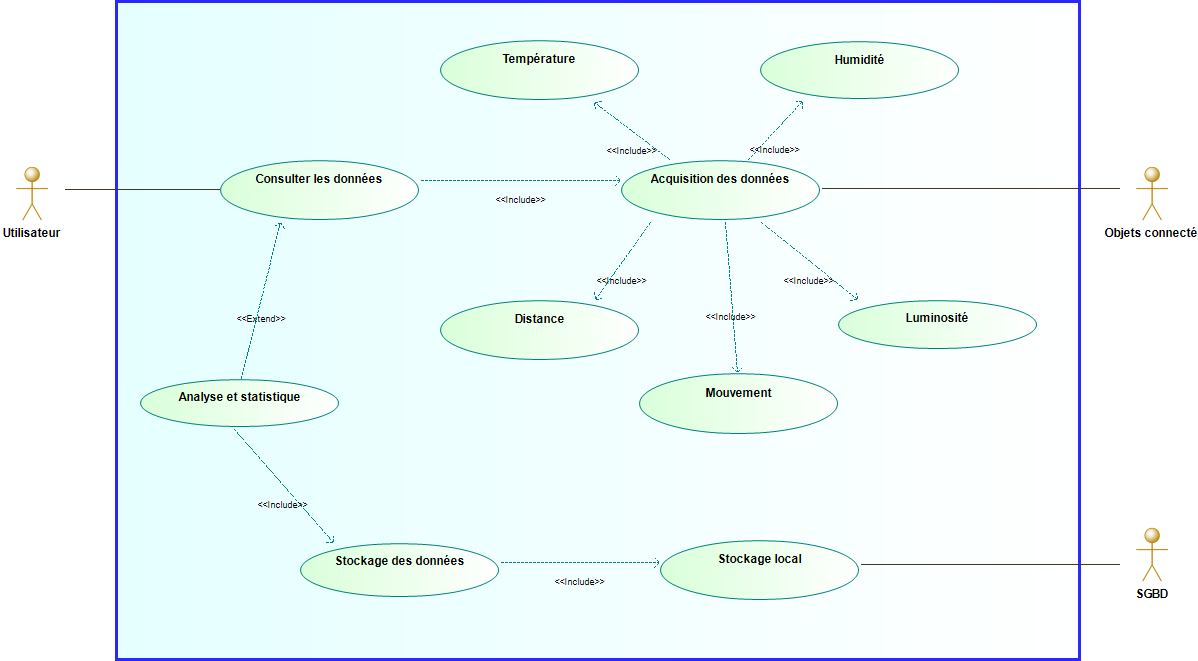 Température
Humidité
<<Include>>
<<Include>>
Consulter les données
Acquisition des données
<<Include>>
Utilisateur
Objets connecté
<<Include>>
<<Include>>
<<Include>>
Distance
<<Extend>>
Luminosité
Analyse et statistique
Mouvement
<<Include>>
Stockage des données
Stockage local
<<Include>>
SGBD